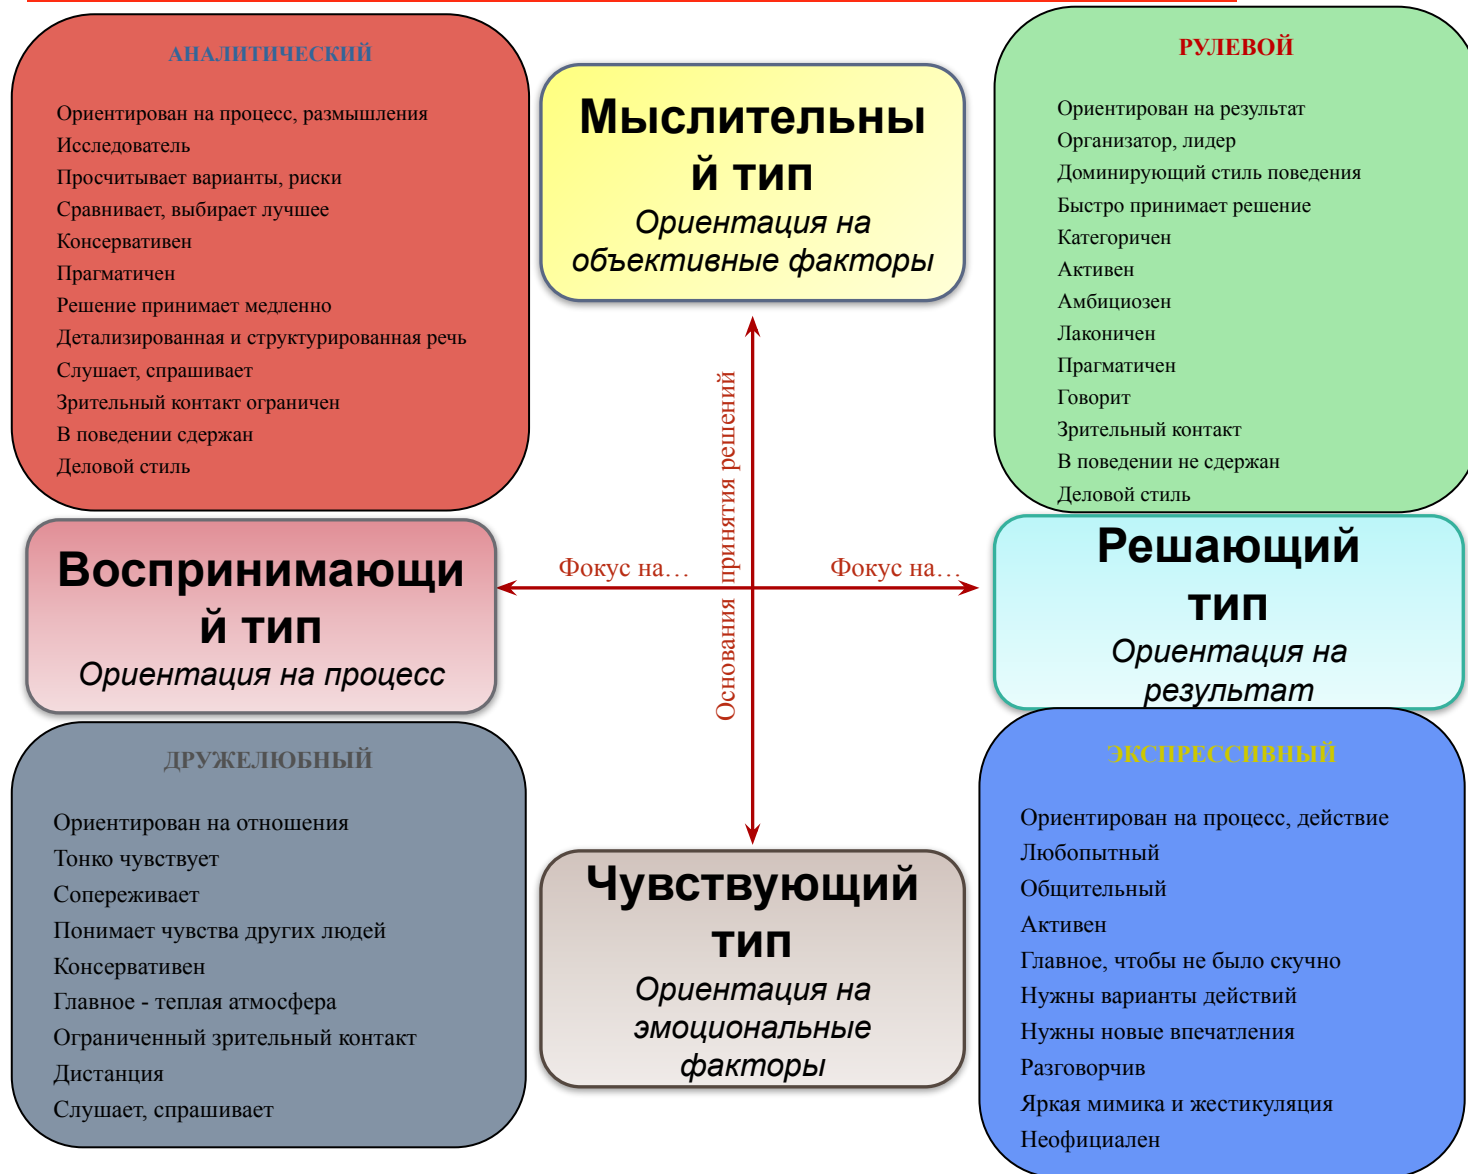 АНАЛИТИЧЕСКИЙ
Ориентирован на процесс, размышления
Исследователь
Просчитывает варианты, риски
Сравнивает, выбирает лучшее
Консервативен
Прагматичен
Решение принимает медленно
Детализированная и структурированная речь
Слушает, спрашивает
Зрительный контакт ограничен
В поведении сдержан
Деловой стиль
Мыслительны
й тип
Ориентация на
объективные факторы
РУЛЕВОЙ
Ориентирован на результат
Организатор, лидер
Доминирующий стиль поведения
Быстро принимает решение
Категоричен
Активен
Амбициозен
Лаконичен
Прагматичен
Говорит
Зрительный контакт
В поведении не сдержан
Деловой стиль
Воспринимающи
й тип
Ориентация на процесс
Фокус на…
Основания принятия решений
Фокус на…
Решающий
тип
Ориентация на
результат
ДРУЖЕЛЮБНЫЙ
Ориентирован на отношения
Тонко чувствует
Сопереживает
Понимает чувства других людей
Консервативен
Главное - теплая атмосфера
Ограниченный зрительный контакт
Дистанция
Слушает, спрашивает
Чувствующий
тип
Ориентация на
эмоциональные
факторы
ЭКСПРЕССИВНЫЙ
Ориентирован на процесс, действие
Любопытный
Общительный
Активен
Главное, чтобы не было скучно
Нужны варианты действий
Нужны новые впечатления
Разговорчив
Яркая мимика и жестикуляция
Неофициален